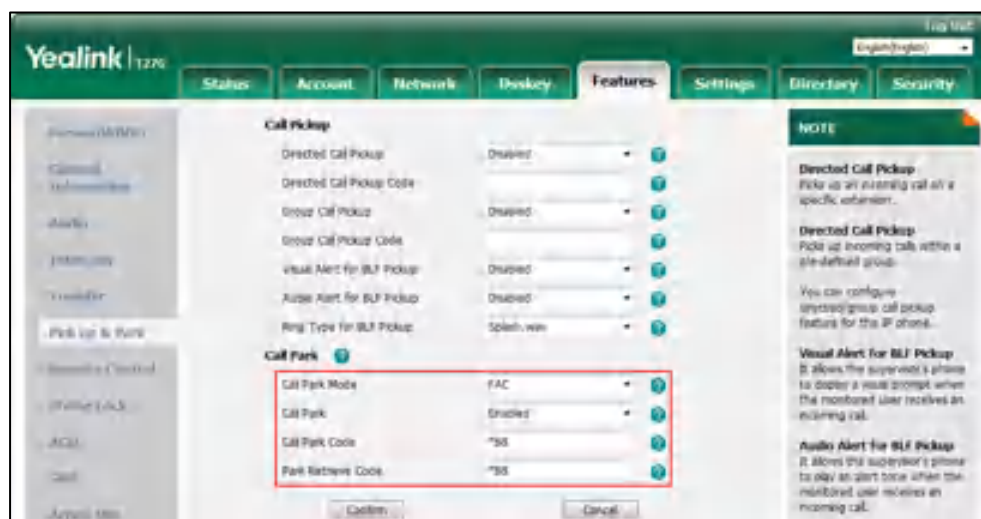 Log Out
English(English)
Yealink
Status Account Network Dsskey Features Settings Directory Security
Call Pickup
Directed Call Pickup Disabled
Directed Call Pickup Code
Group Call Pickup Disabled
Group Call Pickup Code
Visual Alert for BLF Pickup Disabled
Audio Alert for BLF Pickup Disabled
Ring Type for BLF Pickup Splash.wav
Call Park
Call Park Mode FAC
Call Park Enabled
Call Park Code
Park Retrieve Code
Confirm Cancel
General
Information
Audio
Intercom
Transfer
Pick up & Park
Remote Control
Phone Lock
ACD
Action URL
NOTE
Directed Call Pickup
Picks up an incoming call on a
specific extension.
Directed Call Pickup
Picks up incoming calls within a
pre-defined group.
You can configure
directed/group call pickup
feature for the IP phone.
Visual Alert for BLF Pickup
It allows the supervisor's phone
to display a visual prompt when
the monitored user receives an
incoming call.
Audio Alert for BLF Pickup
It allows the supervisor's phone
to play an alert tone when the
monitored user receives an
incoming call.